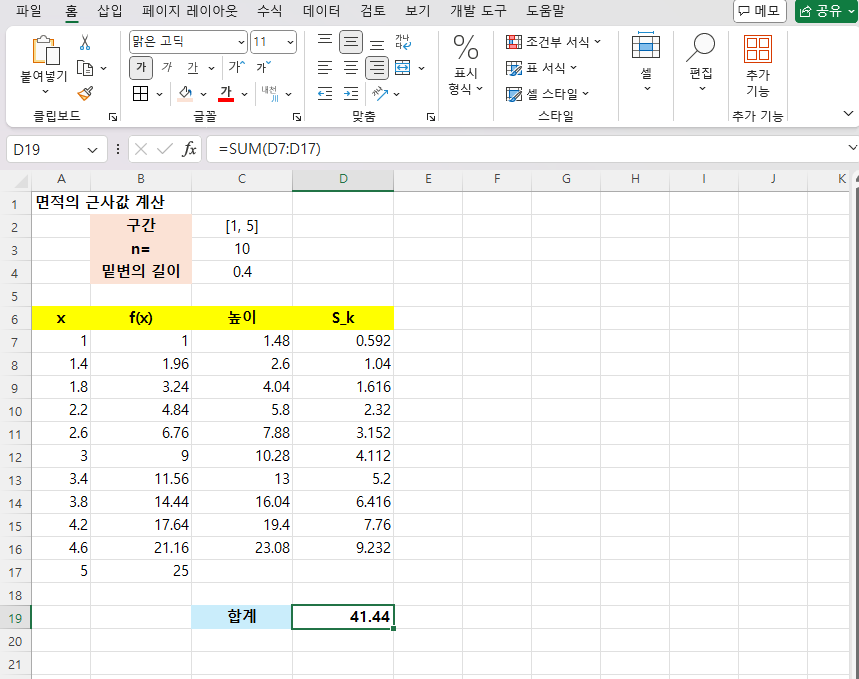 파일 홈 삽입 페이지 레이아웃 수식 데이터 검토 보기 개발 도구 도움말 메모 공유
붙여넣기
클립보드
맑은 고딕 11
가 가 가 가 가
가 내천
글꼴
가나
맞춤
%
표시 형식
조건부 서식
표 서식
셀 스타일
스타일
셀
편집
추가 기능
추가 기능
D19 fx =SUM(D7:D17)
A B C D E F G H I J K
1 면적의 근사값 계산
2 구간 [1, 5]
3 n= 10
4 밑변의 길이 0.4
5
6 x f(x) 높이 S_k
7 1 1 1.48 0.592
8 1.4 1.96 2.6 1.04
9 1.8 3.24 4.04 1.616
10 2.2 4.84 5.8 2.32
11 2.6 6.76 7.88 3.152
12 3 9 10.28 4.112
13 3.4 11.56 13 5.2
14 3.8 14.44 16.04 6.416
15 4.2 17.64 19.4 7.76
16 4.6 21.16 23.08 9.232
17 5 25
18
19 합계 41.44
20
21